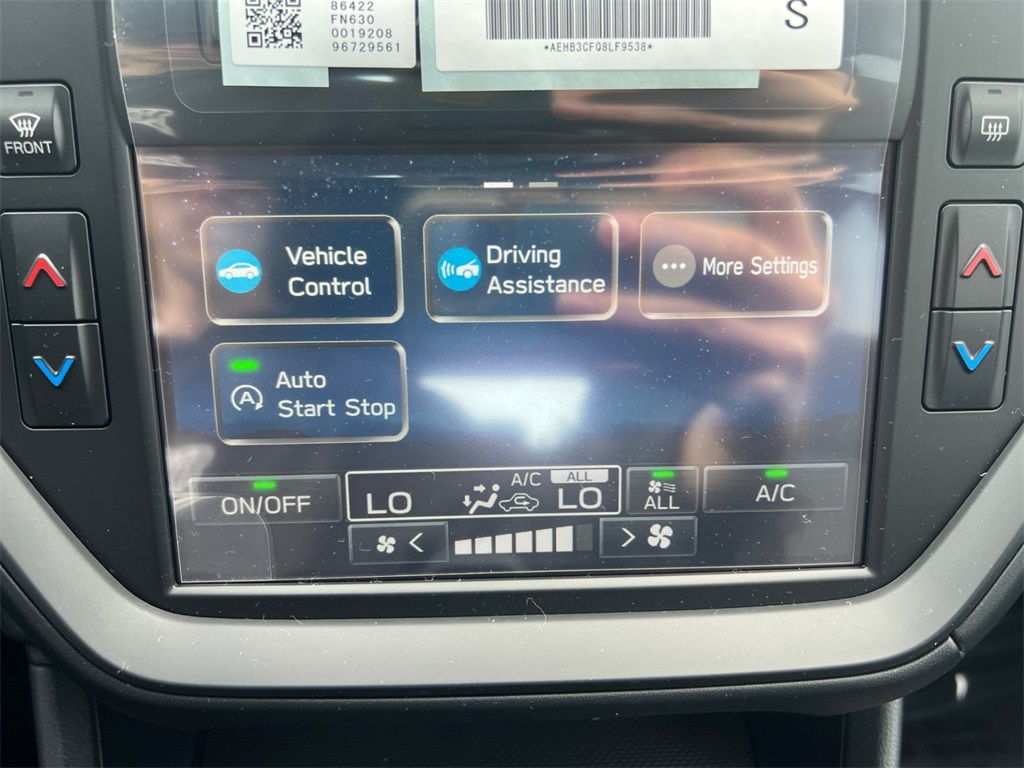 86422
FN630
0019208
96729561
*AEHB3CFQ8LF9538*
S
FRONT
Vehicle
Control
Driving
Assistance
More Settings
A
Auto
Start Stop
ON/OFF
LO
A/C
ALL
LO
ALL
A/C